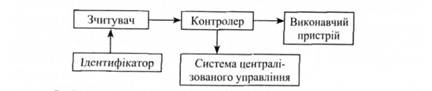 Зчитувач
Контролер
Виконавчий
пристрій
Ідентифікатор
Система централі-
зованого управління